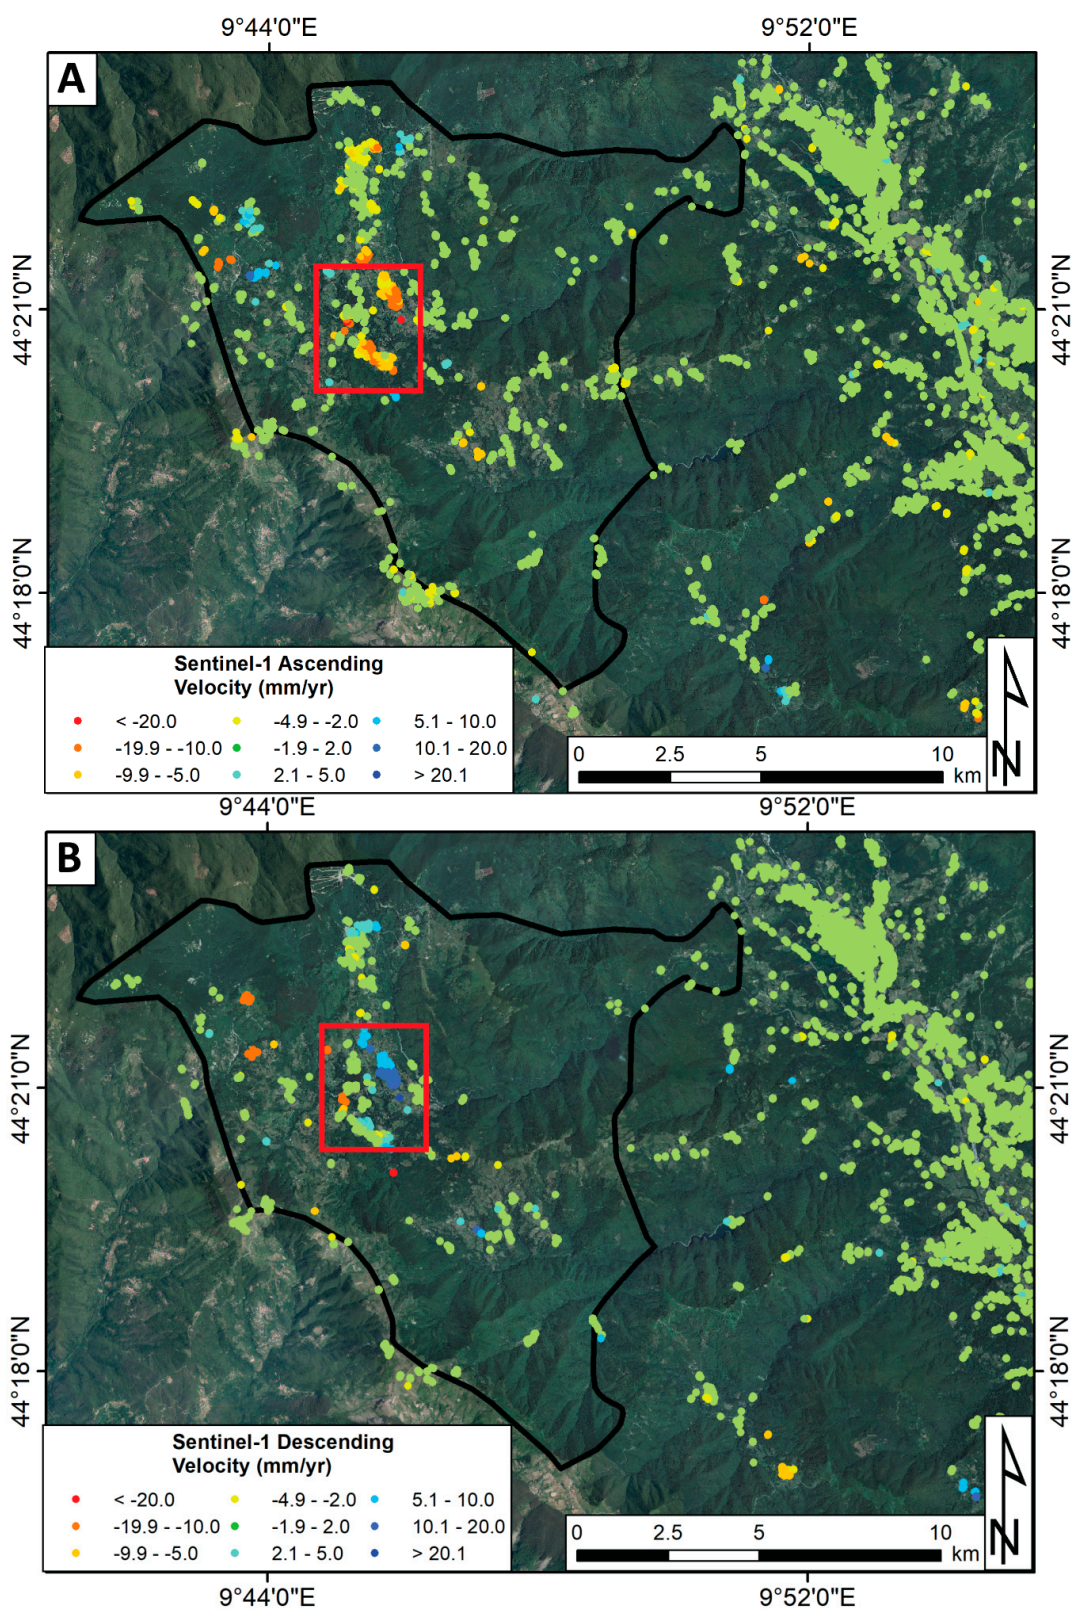 9°44'0"E 9°52'0"E
A
44°21'0"N 44°21'0"N
44°18'0"N 44°18'0"N
Sentinel-1 Ascending
Velocity (mm/yr)
< -20.0 -4.9 - -2.0 5.1 - 10.0
-19.9 - -10.0 -1.9 - 2.0 10.1 - 20.0
-9.9 - -5.0 2.1 - 5.0 > 20.1
0 2.5 5 10
km
N
9°44'0"E 9°52'0"E
B
44°21'0"N 44°21'0"N
44°18'0"N 44°18'0"N
Sentinel-1 Descending
Velocity (mm/yr)
< -20.0 -4.9 - -2.0 5.1 - 10.0
-19.9 - -10.0 -1.9 - 2.0 10.1 - 20.0
-9.9 - -5.0 2.1 - 5.0 > 20.1
0 2.5 5 10
km
N
9°44'0"E 9°52'0"E